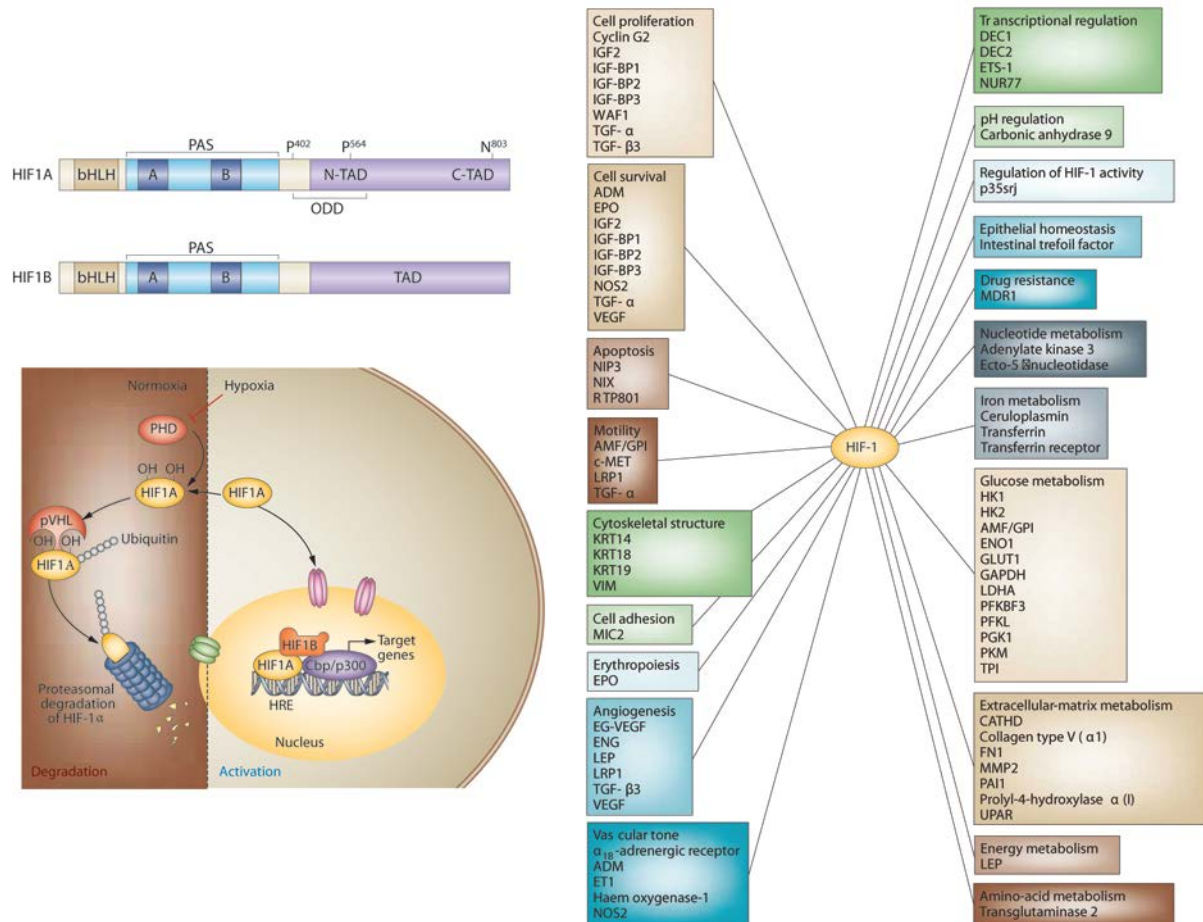 PAS
P402
P564
N803
HIF1A
bHLH
A
B
N-TAD
C-TAD
ODD
PAS
HIF1B
bHLH
A
B
TAD
Normoxia
Hypoxia
PHD
OH OH
HIF1A
HIF1A
pVHL
OH OH
HIF1A
Ubiquitin
HIF1B
HIF1A
Cbp/p300
Target
genes
HRE
Proteasomal
degradation
of HIF-1α
Nucleus
Degradation
Activation
Cell proliferation
Cyclin G2
IGF2
IGF-BP1
IGF-BP2
IGF-BP3
WAF1
TGF- α
TGF- β3
Cell survival
ADM
EPO
IGF2
IGF-BP1
IGF-BP2
IGF-BP3
NOS2
TGF- α
VEGF
Apoptosis
NIP3
NIX
RTP801
Motility
AMF/GPI
c-MET
LRP1
TGF- α
Cytoskeletal structure
KRT14
KRT18
KRT19
VIM
Cell adhesion
MIC2
Erythropoiesis
EPO
Angiogenesis
EG-VEGF
ENG
LEP
LRP1
TGF- β3
VEGF
Vas cular tone
α1B-adrenergic receptor
ADM
ET1
Haem oxygenase-1
NOS2
HIF-1
Tr anscriptional regulation
DEC1
DEC2
ETS-1
NUR77
pH regulation
Carbonic anhydrase 9
Regulation of HIF-1 activity
p35srj
Epithelial homeostasis
Intestinal trefoil factor
Drug resistance
MDR1
Nucleotide metabolism
Adenylate kinase 3
Ecto-5 nucleotidase
Iron metabolism
Ceruloplasmin
Transferrin
Transferrin receptor
Glucose metabolism
HK1
HK2
AMF/GPI
ENO1
GLUT1
GAPDH
LDHA
PFKBF3
PFKL
PGK1
PKM
TPI
Extracellular-matrix metabolism
CATHD
Collagen type V ( α1)
FN1
MMP2
PAI1
Prolyl-4-hydroxylase α (I)
UPAR
Energy metabolism
LEP
Amino-acid metabolism
Transglutaminase 2